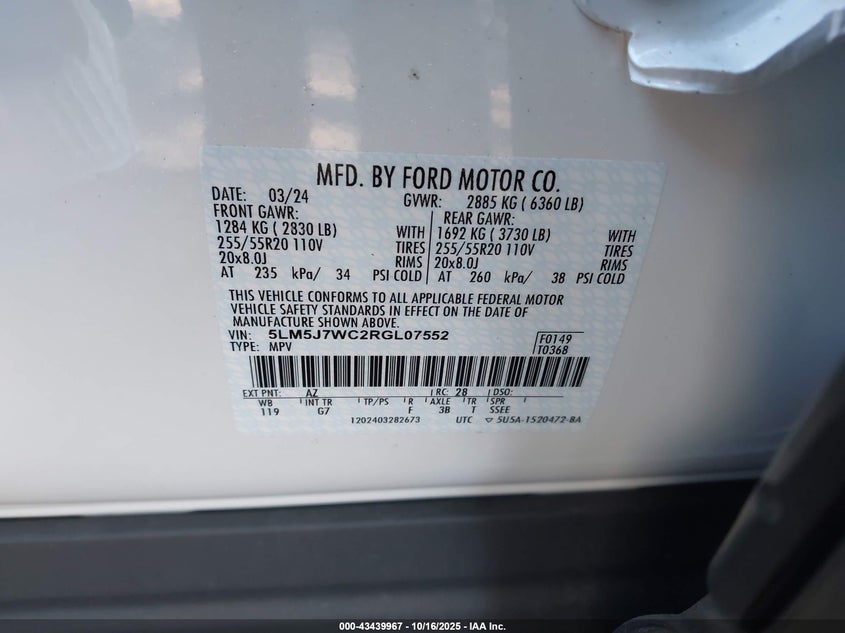 MFD. BY FORD MOTOR CO.
DATE: 03/24 GVWR: 2885 KG ( 6360 LB)
FRONT GAWR: REAR GAWR:
1284 KG ( 2830 LB) WITH 1692 KG ( 3730 LB) WITH
255/55R20 110V TIRES 255/55R20 110V TIRES
20x8.0J RIMS 20x8.0J RIMS
AT 235 kPa/ 34 PSI COLD AT 260 kPa/ 38 PSI COLD
THIS VEHICLE CONFORMS TO ALL APPLICABLE FEDERAL MOTOR
VEHICLE SAFETY STANDARDS IN EFFECT ON THE DATE OF
MANUFACTURE SHOWN ABOVE.
VIN: 5LM5J7WC2RGL07552 F0149
TYPE: MPV T0368
EXT PNT: AZ RC: 28 DSO:
WB INT TR TP/PS R AXLE TR SPR
119 G7 F 3B T SSEE
1202403282673 UTC ▽ 5U5A-1520472-BA
000-43439967 - 10/16/2025 - IAA Inc.